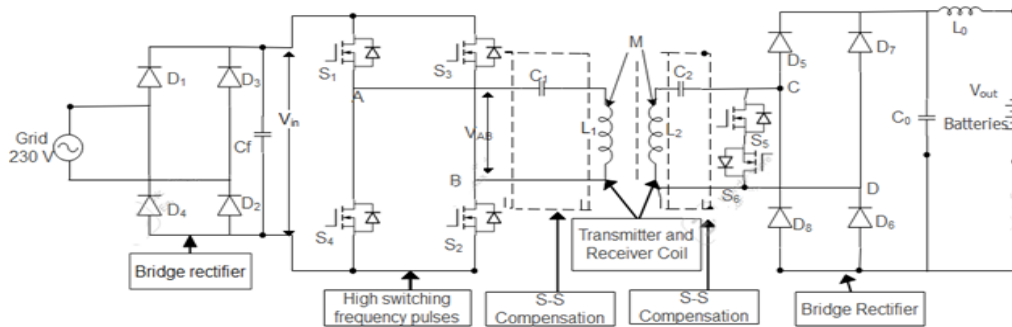 L₀
S₁
S₃
M
D₅
D₇
D₁
D₃
C₁
C₂
C
A
Vᵢₙ
Grid
230 V
Cf
V_AB
L₁
L₂
S₅
C₀
Vₒᵤₜ
Batteries
B
S₆
D
D₄
D₂
S₄
S₂
D₈
D₆
Transmitter and
Receiver Coil
Bridge rectifier
High switching
frequency pulses
S-S
Compensation
S-S
Compensation
Bridge Rectifier